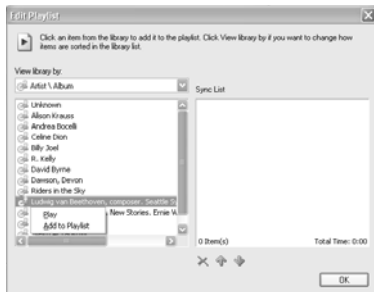 Edit Playlist
Click an item from the library to add it to the playlist. Click View library by if you want to change how
items are sorted in the library list.
View library by:
Artist \ Album
Sync List
Unknown
Alison Krauss
Andrea Bocelli
Celine Dion
Billy Joel
R. Kelly
David Byrne
Dawson, Devon
Riders in the Sky
Ludwig van Beethoven, composer. Seattle S
Play
New Stories. Ernie W
Add to Playlist
0 Item(s)
Total Time: 0:00
OK